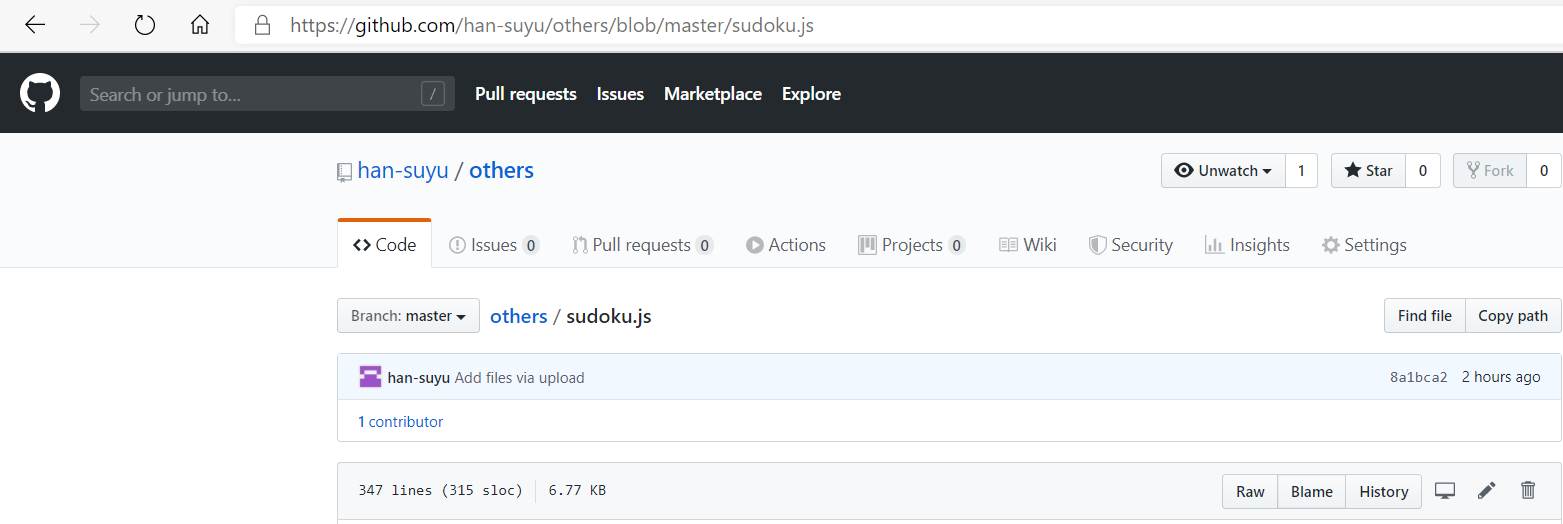 https://github.com/han-suyu/others/blob/master/sudoku.js
Search or jump to... / Pull requests Issues Marketplace Explore
han-suyu / others Unwatch 1 Star 0 Fork 0
Code Issues 0 Pull requests 0 Actions Projects 0 Wiki Security Insights Settings
Branch: master others / sudoku.js Find file Copy path
han-suyu Add files via upload 8a1bca2 2 hours ago
1 contributor
347 lines (315 sloc) 6.77 KB Raw Blame History